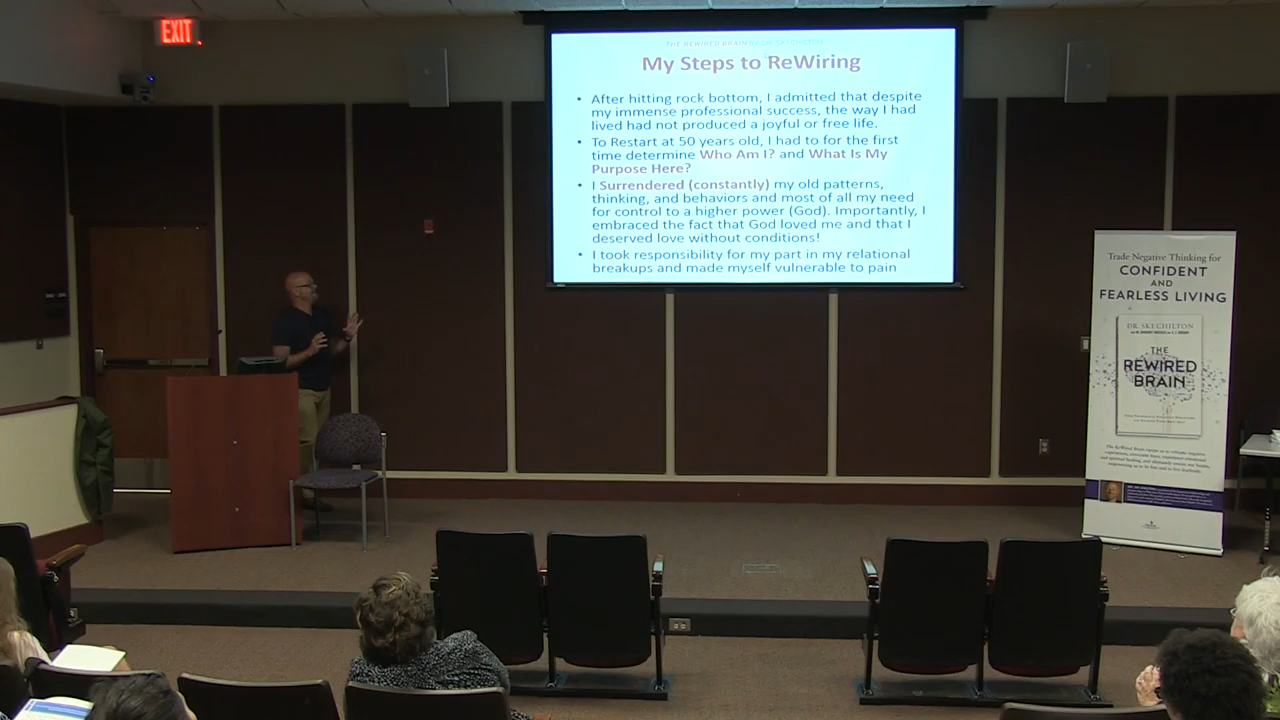 EXIT
THE REWIRED BRAIN
My Steps to ReWiring
• After hitting rock bottom, I admitted that despite
my immense professional success, the way I had
lived had not produced a joyful or free life.
• To Restart at 50 years old, I had to for the first
time determine Who Am I? and What Is My
Purpose Here?
• I Surrendered (constantly) my old patterns,
thinking, and behaviors and most of all my need
for control to a higher power (God). Importantly, I
embraced the fact that God loved me and that I
deserved love without conditions!
• I took responsibility for my part in my relational
breakups and made myself vulnerable to pain
Trade Negative Thinking for
CONFIDENT
AND
FEARLESS LIVING
DR. SKI CHILTON
THE
REWIRED
BRAIN